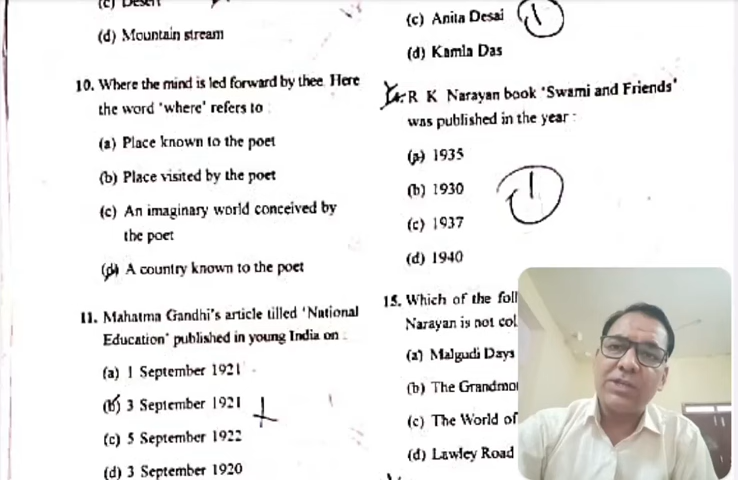 (c) Desert
(d) Mountain stream
10. Where the mind is led forward by thee Here
the word 'where' refers to
(a) Place known to the poet
(b) Place visited by the poet
(c) An imaginary world conceived by
the poet
(d) A country known to the poet
11. Mahatma Gandhi's article tilled 'National
Education' published in young India on :
(a) 1 September 1921
(b) 3 September 1921
(c) 5 September 1922
(d) 3 September 1920
(c) Anita Desai
(d) Kamla Das
R K Narayan book 'Swami and Friends'
was published in the year :
(a) 1935
(b) 1930
(c) 1937
(d) 1940
15. Which of the
Narayan is not
(a) Malgudi Days
(b) The
(c) The World of
(d) Lawley Road